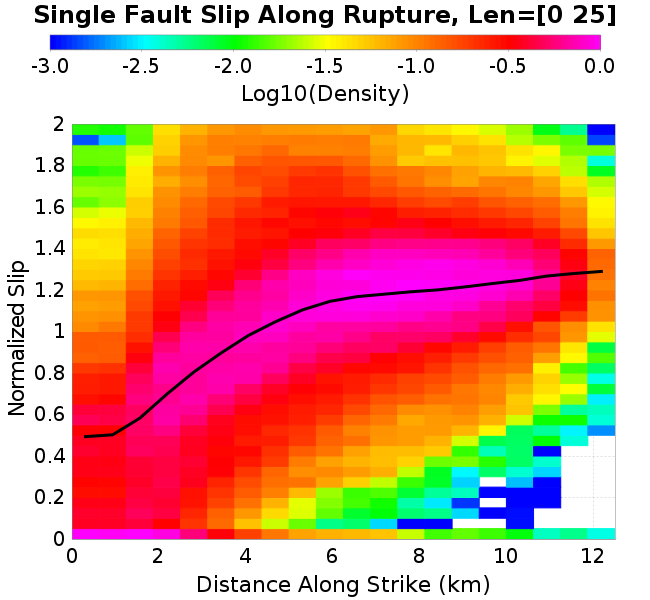 Single Fault Slip Along Rupture, Len=[0 25]
-3.0 -2.5 -2.0 -1.5 -1.0 -0.5 0.0
Log10(Density)
2
1.8
1.6
1.4
1.2
1
0.8
0.6
0.4
0.2
0
Normalized Slip
0 2 4 6 8 10 12
Distance Along Strike (km)